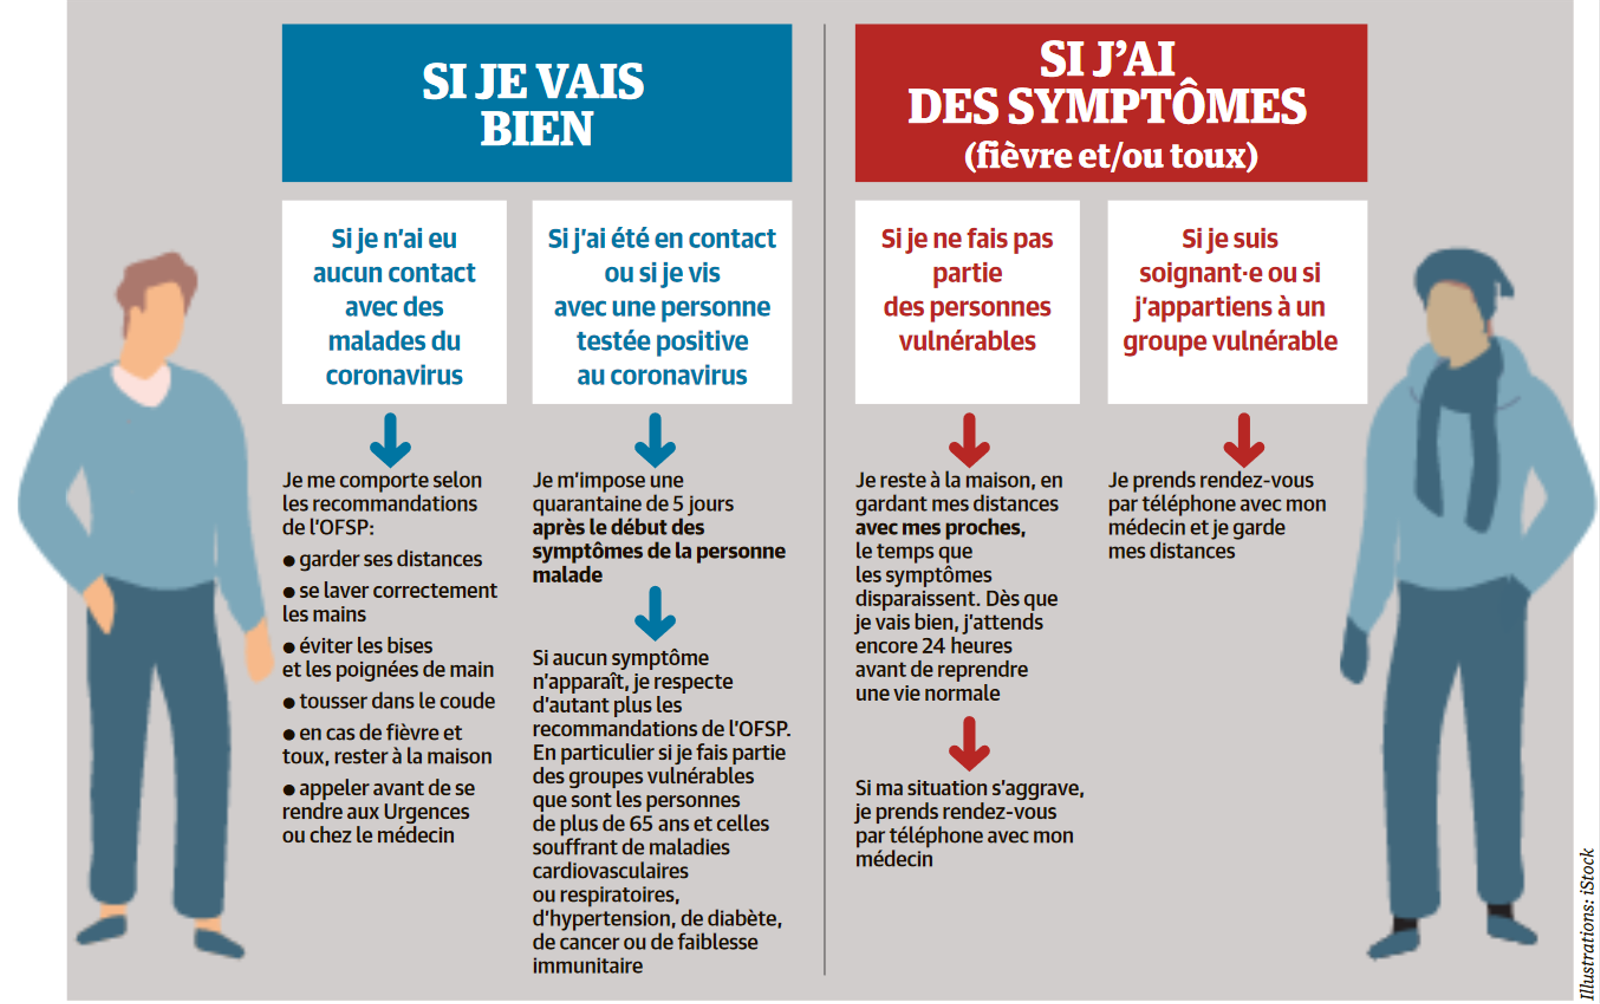 SI JE VAIS
BIEN
Si je n'ai eu
aucun contact
avec des
malades du
coronavirus
Je me comporte selon
les recommandations
de l'OFSP:
● garder ses distances
● se laver correctement
les mains
● éviter les bises
et les poignées de main
● tousser dans le coude
● en cas de fièvre et
toux, rester à la maison
● appeler avant de se
rendre aux Urgences
ou chez le médecin
Si j'ai été en contact
ou si je vis
avec une personne
testée positive
au coronavirus
Je m'impose une
quarantaine de 5 jours
après le début des
symptômes de la personne
malade
Si aucun symptôme
n'apparaît, je respecte
d'autant plus les
recommandations de l'OFSP.
En particulier si je fais partie
des groupes vulnérables
que sont les personnes
de plus de 65 ans et celles
souffrant de maladies
cardiovasculaires
ou respiratoires,
d'hypertension, de diabète,
de cancer ou de faiblesse
immunitaire
SI J'AI
DES SYMPTÔMES
(fièvre et/ou toux)
Si je ne fais pas
partie
des personnes
vulnérables
Je reste à la maison, en
gardant mes distances
avec mes proches,
le temps que
les symptômes
disparaissent. Dès que
je vais bien, j'attends
encore 24 heures
avant de reprendre
une vie normale
Si ma situation s'aggrave,
je prends rendez-vous
par téléphone avec mon
médecin
Si je suis
soignant·e ou si
j'appartiens à un
groupe vulnérable
Je prends rendez-vous
par téléphone avec mon
médecin et je garde
mes distances
Illustrations: iStock